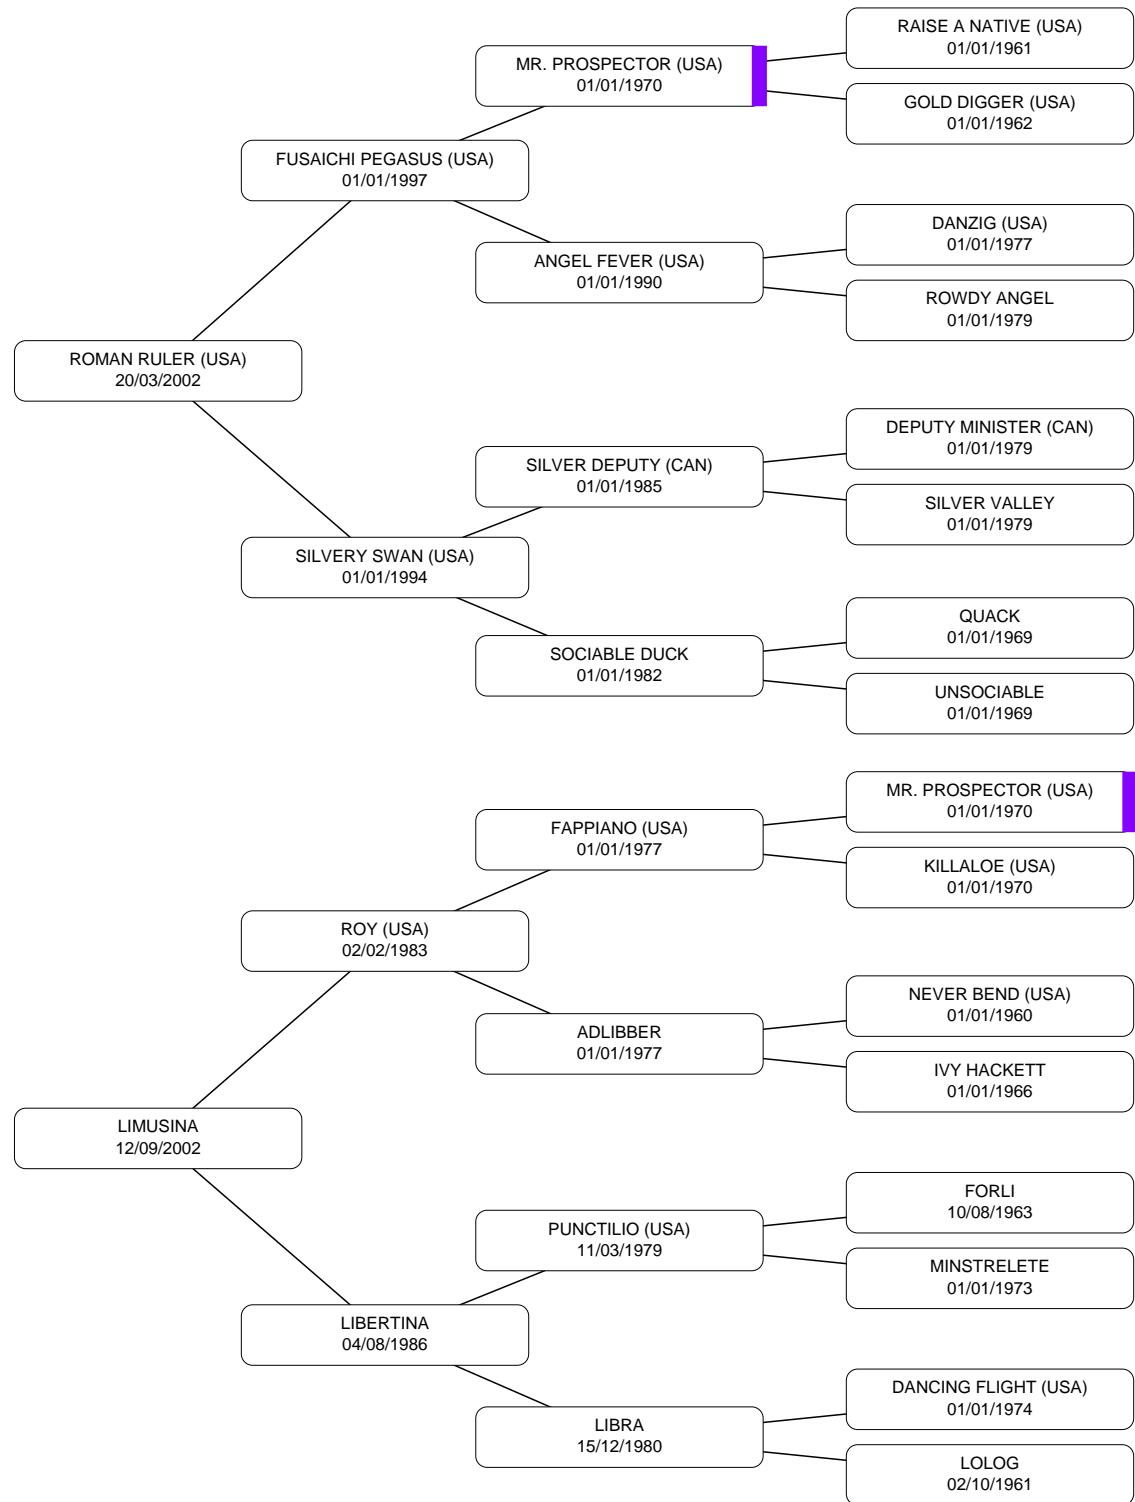 RAISE A NATIVE (USA)
01/01/1961
MR. PROSPECTOR (USA)
01/01/1970
GOLD DIGGER (USA)
01/01/1962
FUSAICHI PEGASUS (USA)
01/01/1997
DANZIG (USA)
01/01/1977
ANGEL FEVER (USA)
01/01/1990
ROWDY ANGEL
01/01/1979
ROMAN RULER (USA)
20/03/2002
DEPUTY MINISTER (CAN)
01/01/1979
SILVER DEPUTY (CAN)
01/01/1985
SILVER VALLEY
01/01/1979
SILVERY SWAN (USA)
01/01/1994
QUACK
01/01/1969
SOCIABLE DUCK
01/01/1982
UNSOCIABLE
01/01/1969
MR. PROSPECTOR (USA)
01/01/1970
FAPPIANO (USA)
01/01/1977
KILLALOE (USA)
01/01/1970
ROY (USA)
02/02/1983
NEVER BEND (USA)
01/01/1960
ADLIBBER
01/01/1977
IVY HACKETT
01/01/1966
LIMUSINA
12/09/2002
FORLI
10/08/1963
PUNCTILIO (USA)
11/03/1979
MINSTRELETE
01/01/1973
LIBERTINA
04/08/1986
DANCING FLIGHT (USA)
01/01/1974
LIBRA
15/12/1980
LOLOG
02/10/1961